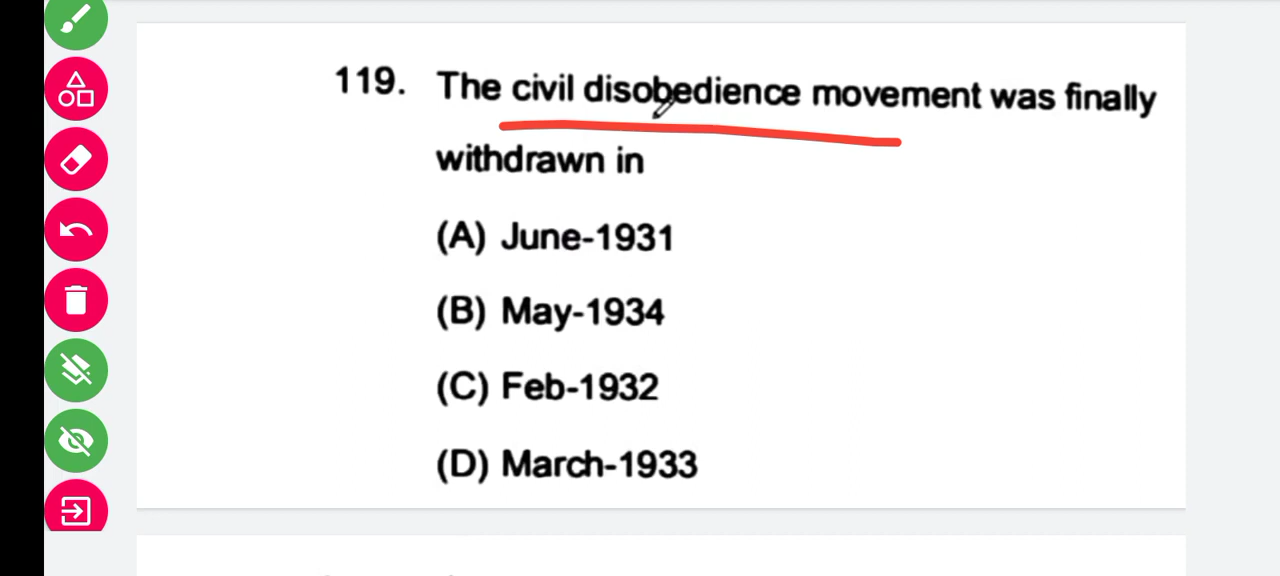 119. The civil disobedience movement was finally
withdrawn in
(A) June-1931
(B) May-1934
(C) Feb-1932
(D) March-1933